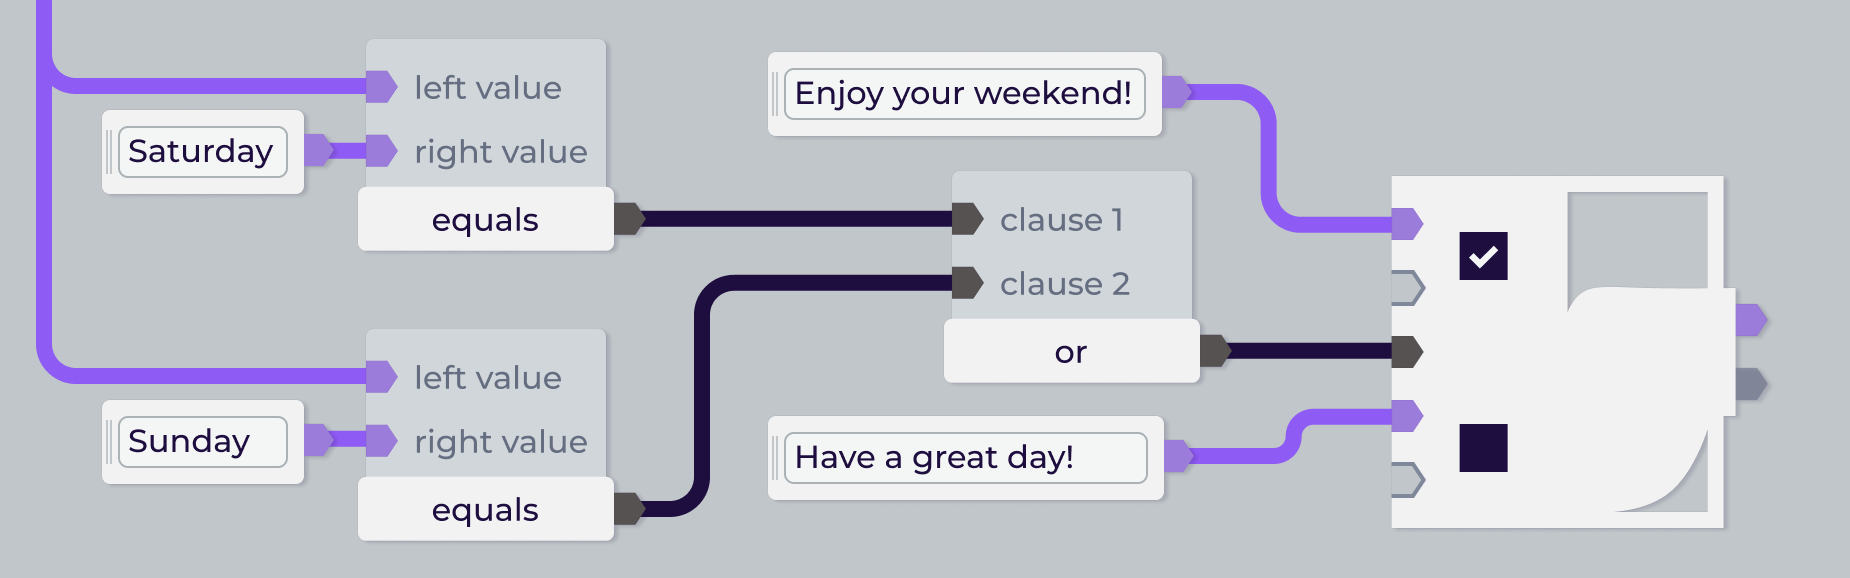 left value
Saturday
right value
equals
left value
Sunday
right value
equals
Enjoy your weekend!
clause 1
clause 2
or
Have a great day!